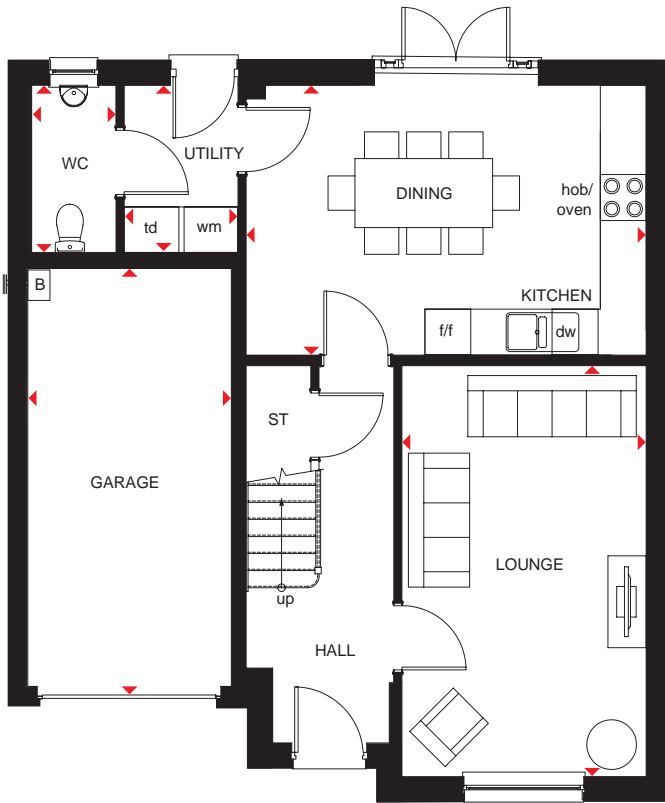 WC
UTILITY
DINING
hob/
oven
td
wm
B
KITCHEN
f/f
dw
ST
GARAGE
LOUNGE
up
HALL